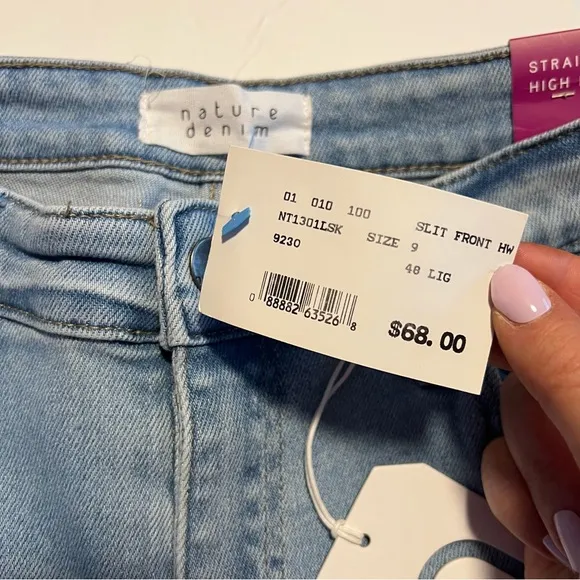 nature
denim
STRAI
HIGH
01 010 100
NT1301LSK SIZE 9 SLIT FRONT HW
9230 48 LIG
0 88882 63526 8
$68.00